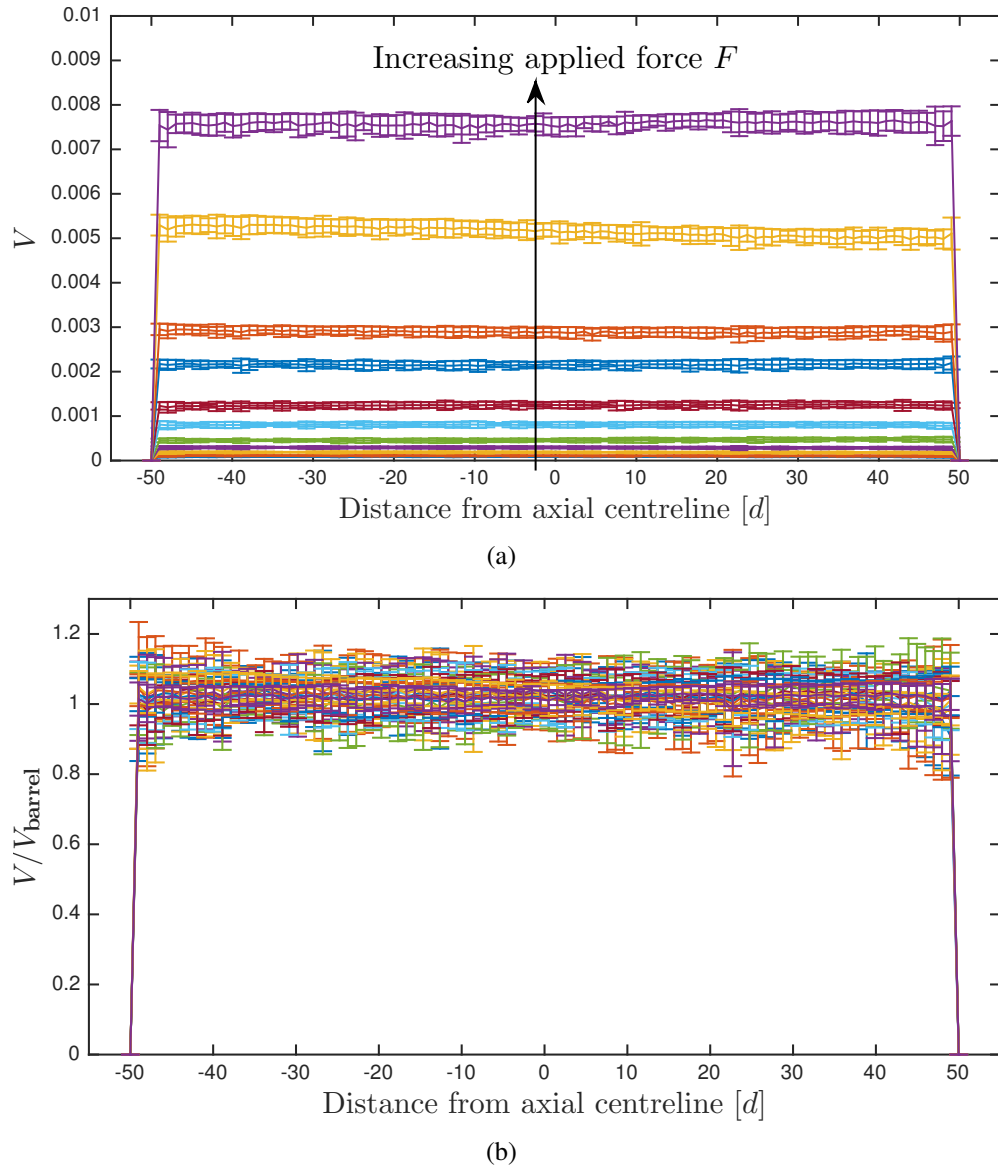 0.01
0.009
Increasing applied force F
0.008
0.007
0.006
V
0.005
0.004
0.003
0.002
0.001
0
-50 -40 -30 -20 -10 0 10 20 30 40 50
Distance from axial centreline [d]
(a)
1.2
1
0.8
V/V_barrel
0.6
0.4
0.2
0
-50 -40 -30 -20 -10 0 10 20 30 40 50
Distance from axial centreline [d]
(b)